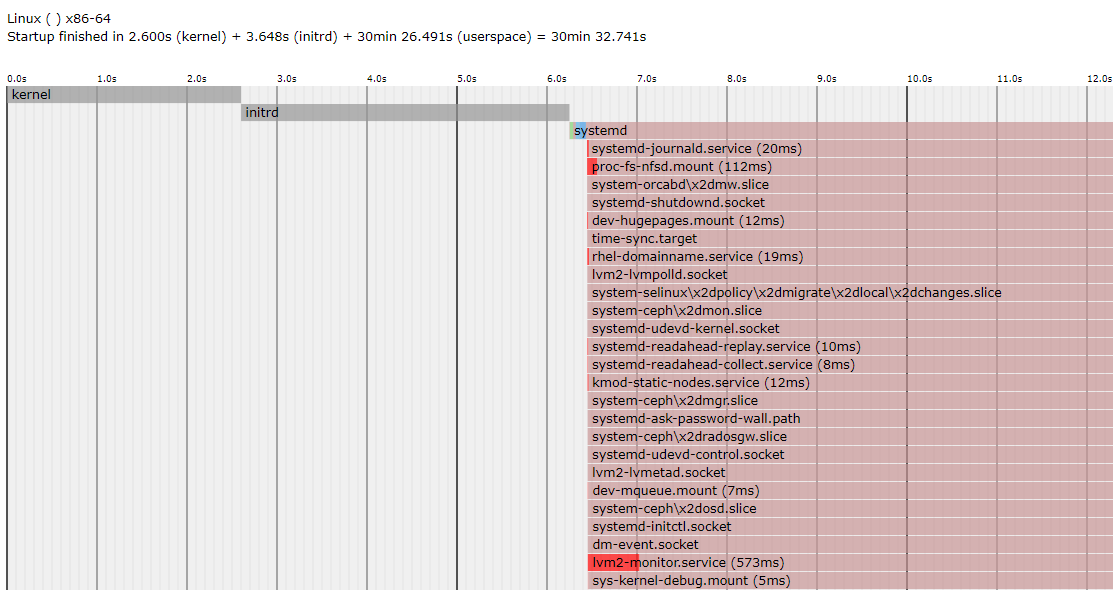 Linux ( ) x86-64
Startup finished in 2.600s (kernel) + 3.648s (initrd) + 30min 26.491s (userspace) = 30min 32.741s
0.0s 1.0s 2.0s 3.0s 4.0s 5.0s 6.0s 7.0s 8.0s 9.0s 10.0s 11.0s 12.0s
kernel
initrd
systemd
systemd-journald.service (20ms)
proc-fs-nfsd.mount (112ms)
system-orcabd\x2dmw.slice
systemd-shutdownd.socket
dev-hugepages.mount (12ms)
time-sync.target
rhel-domainname.service (19ms)
lvm2-lvmpolld.socket
system-selinux\x2dpolicy\x2dmigrate\x2dlocal\x2dchanges.slice
system-ceph\x2dmon.slice
systemd-udevd-kernel.socket
systemd-readahead-replay.service (10ms)
systemd-readahead-collect.service (8ms)
kmod-static-nodes.service (12ms)
system-ceph\x2dmgr.slice
systemd-ask-password-wall.path
system-ceph\x2dradosgw.slice
systemd-udevd-control.socket
lvm2-lvmetad.socket
dev-mqueue.mount (7ms)
system-ceph\x2dosd.slice
systemd-initctl.socket
dm-event.socket
lvm2-monitor.service (573ms)
sys-kernel-debug.mount (5ms)